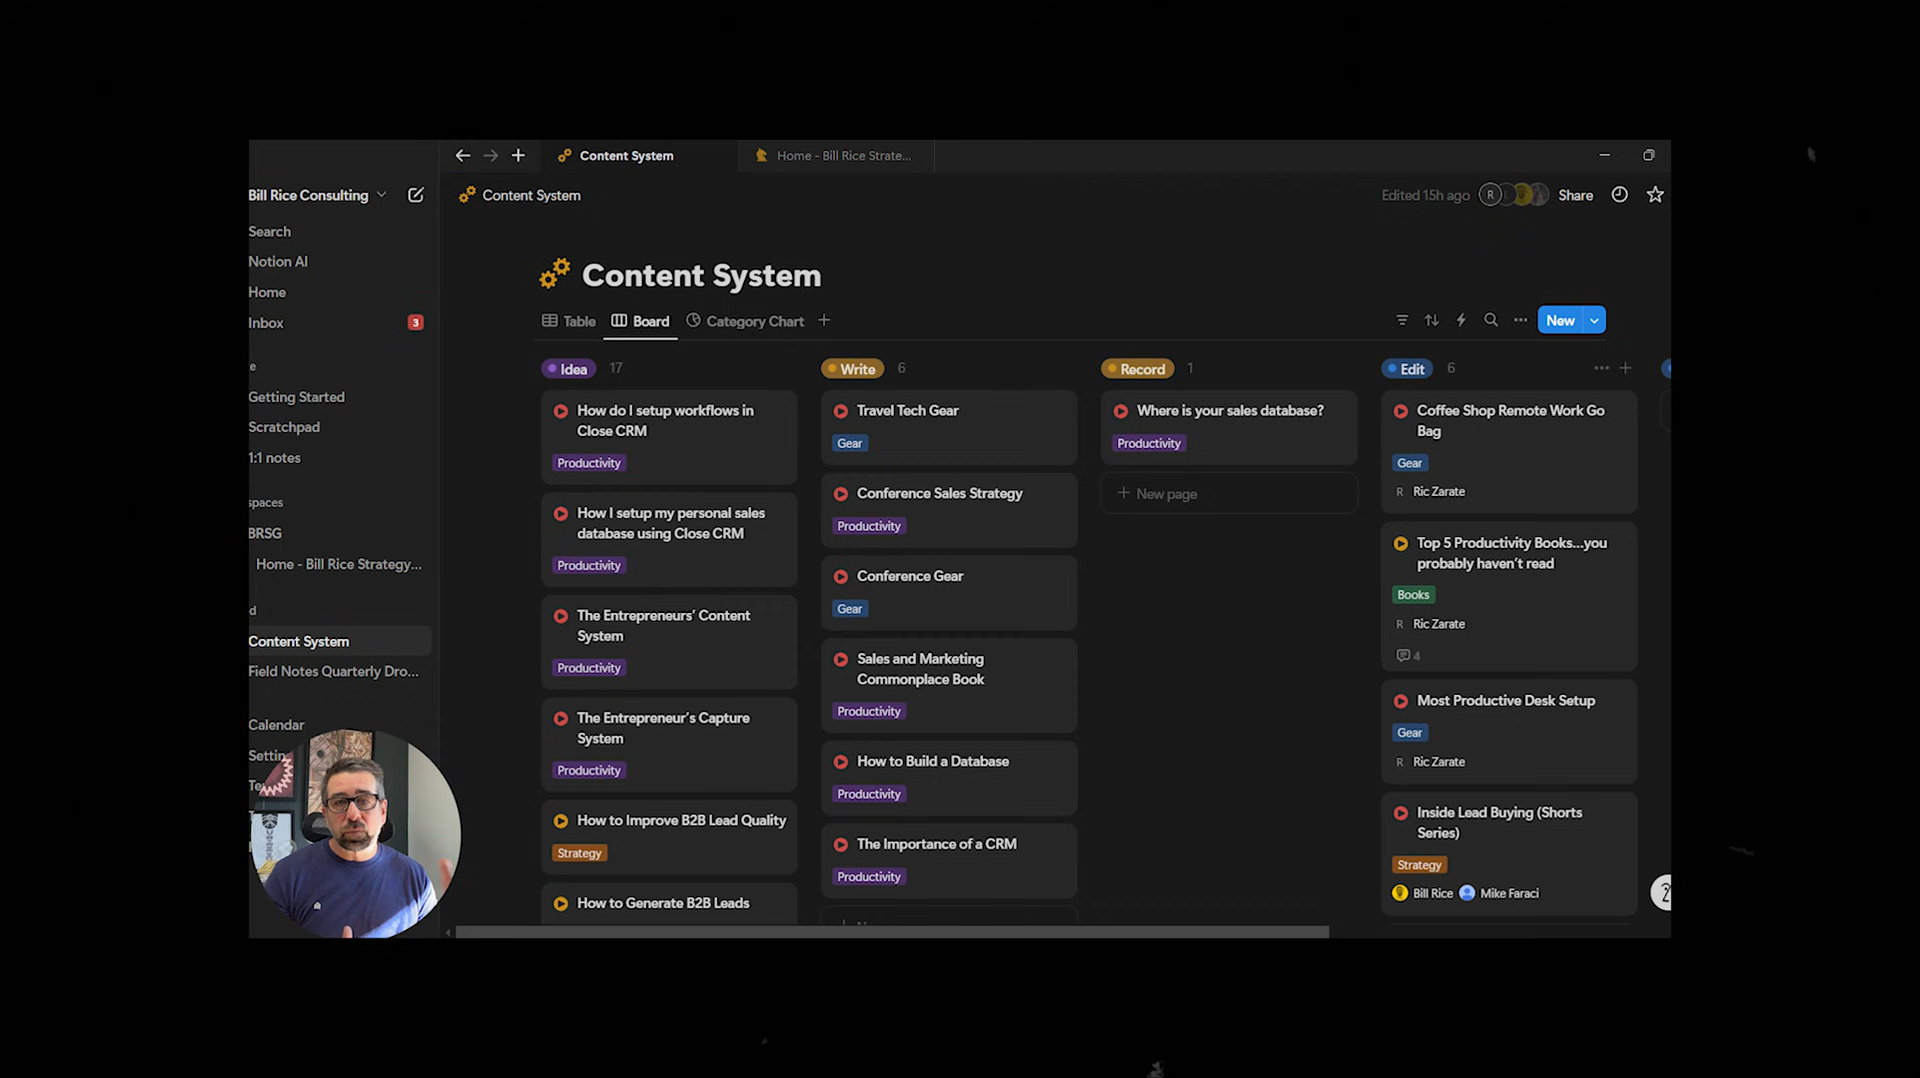 Content System
Home - Bill Rice Strate...
Bill Rice Consulting
Content System
Edited 15h ago
R
Share
Search
Notion AI
Home
Inbox
3
e
Getting Started
Scratchpad
1:1 notes
spaces
BRSG
Home - Bill Rice Strategy...
d
Content System
Field Notes Quarterly Dro...
Calendar
Settin
Te
Content System
Table
Board
Category Chart
New
Idea 17
How do I setup workflows in
Close CRM
Productivity
How I setup my personal sales
database using Close CRM
Productivity
The Entrepreneurs' Content
System
Productivity
The Entrepreneur's Capture
System
Productivity
How to Improve B2B Lead Quality
Strategy
How to Generate B2B Leads
Write 6
Travel Tech Gear
Gear
Conference Sales Strategy
Productivity
Conference Gear
Gear
Sales and Marketing
Commonplace Book
Productivity
How to Build a Database
Productivity
The Importance of a CRM
Productivity
Record 1
Where is your sales database?
Productivity
New page
Edit 6
Coffee Shop Remote Work Go
Bag
Gear
R Ric Zarate
Top 5 Productivity Books...you
probably haven't read
Books
R Ric Zarate
4
Most Productive Desk Setup
Gear
R Ric Zarate
Inside Lead Buying (Shorts
Series)
Strategy
Bill Rice Mike Faraci